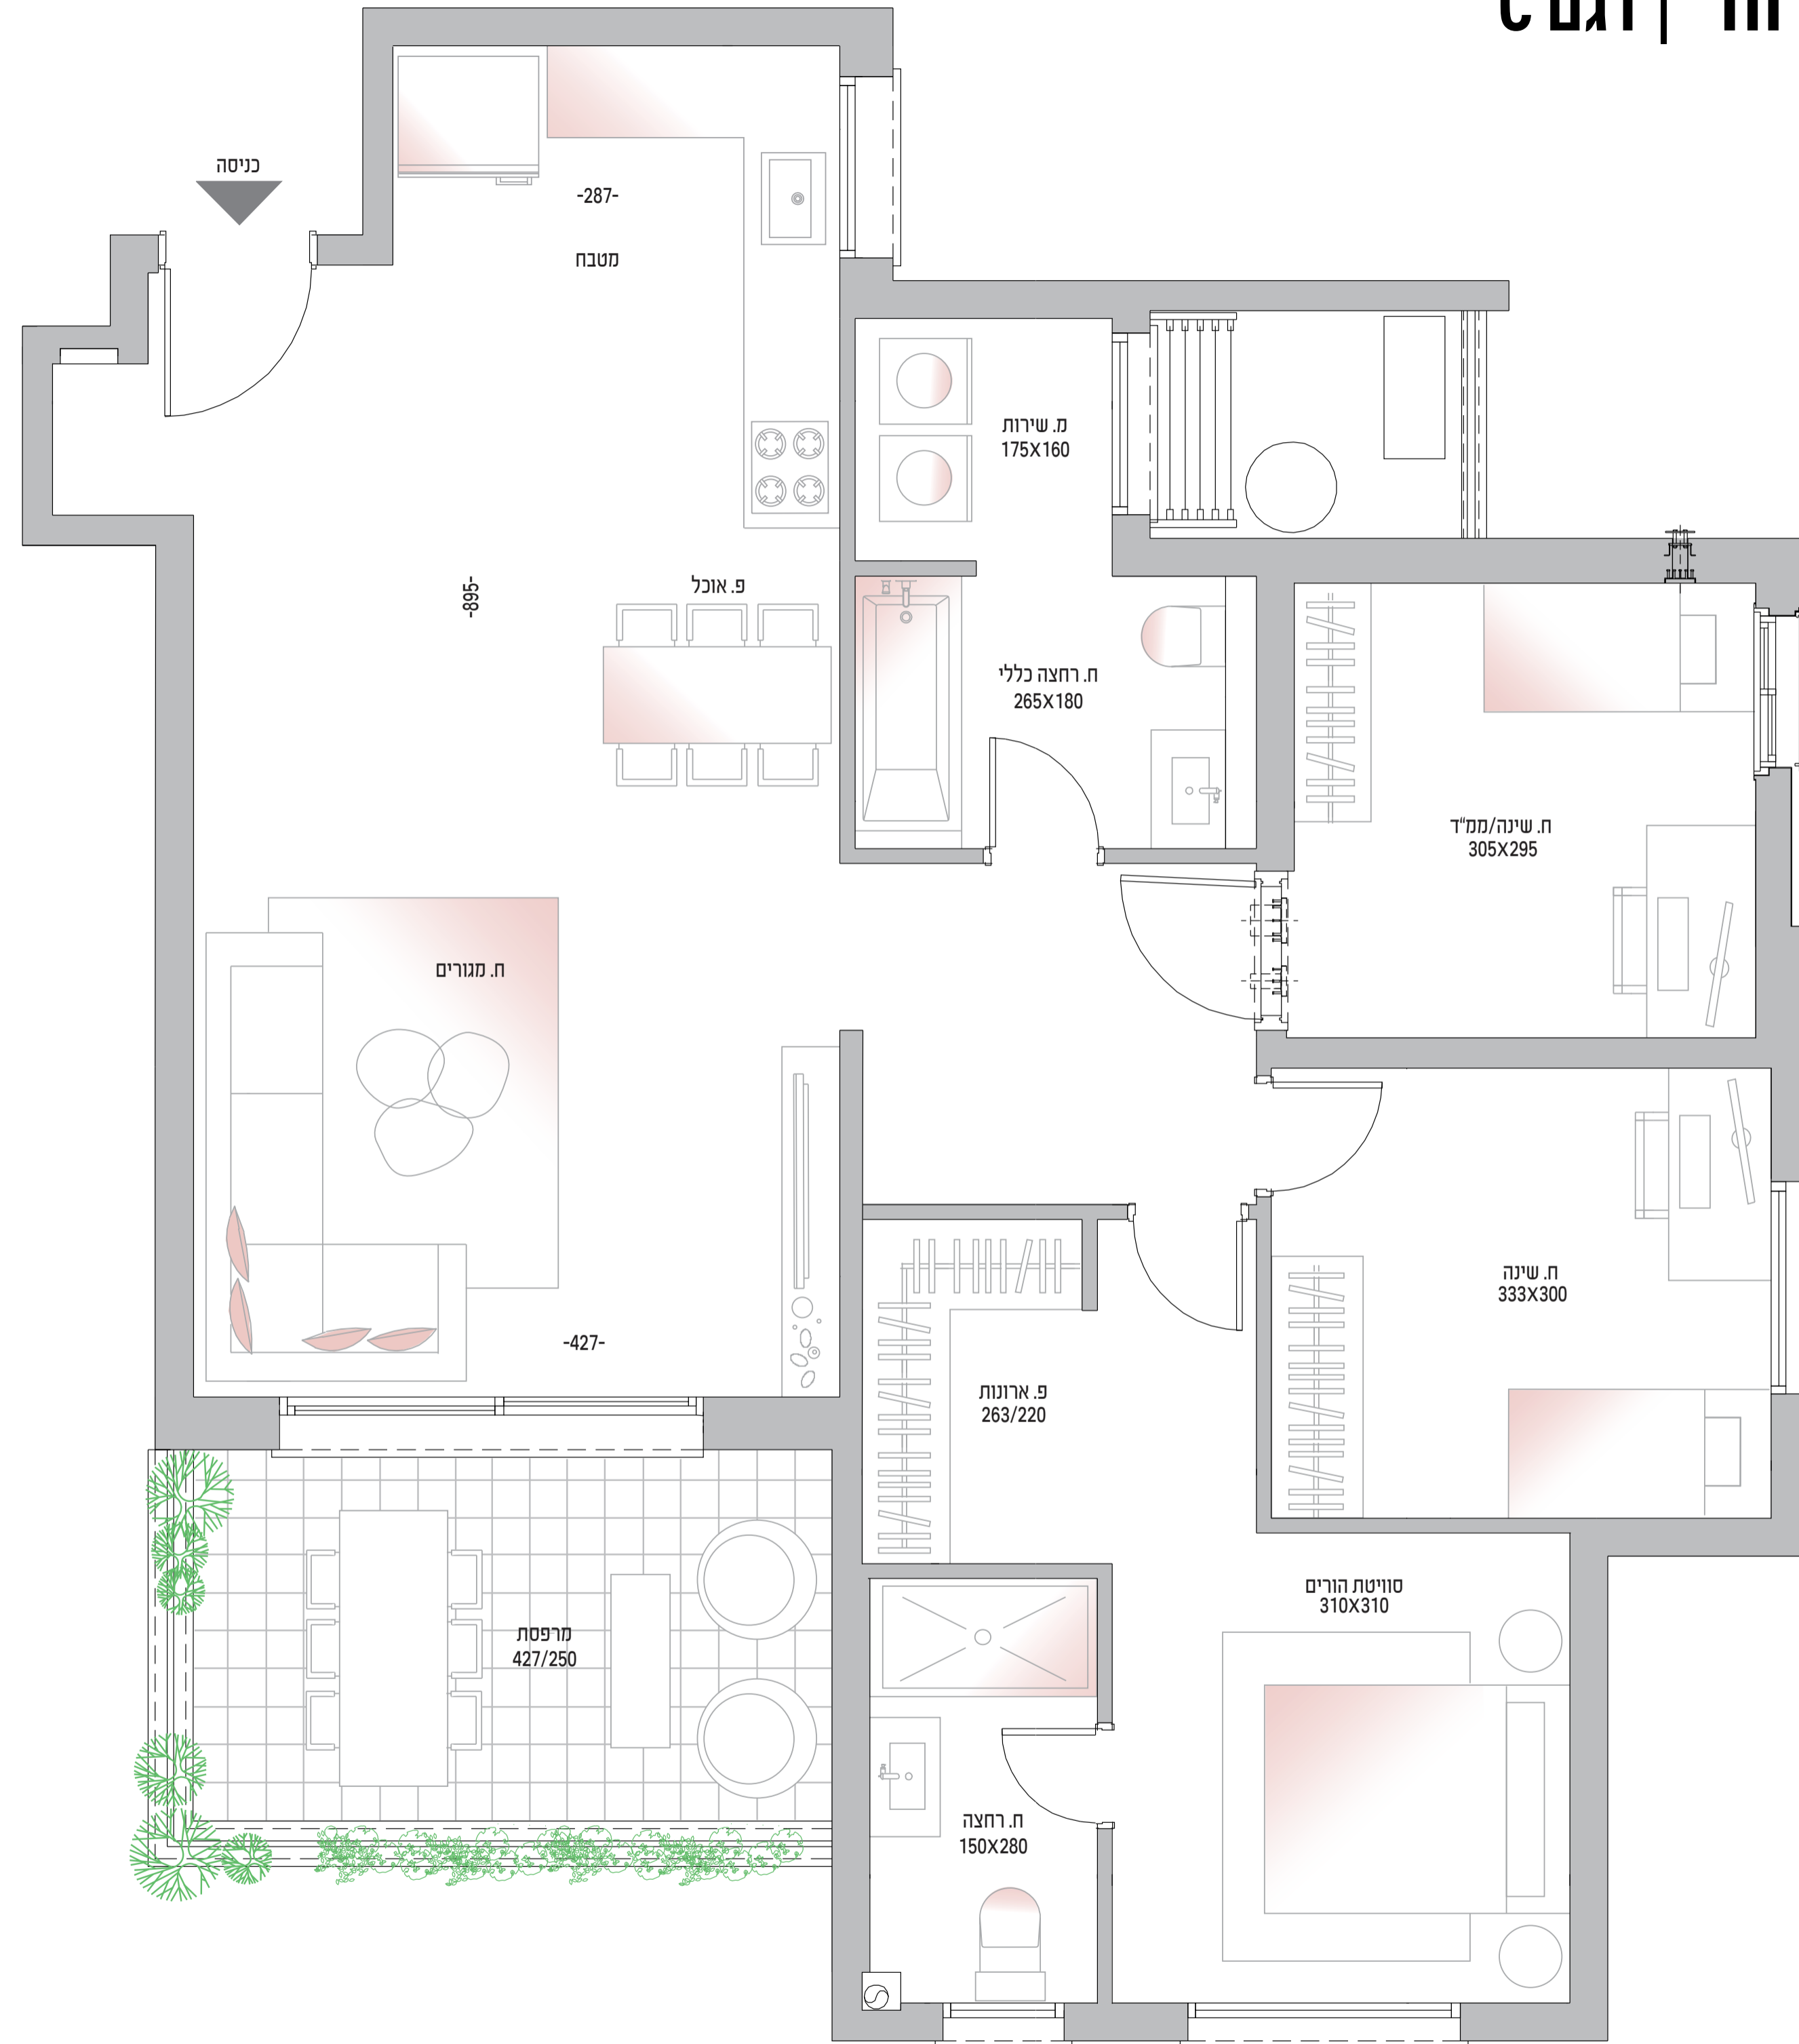 כניסה
-287-
מטבח
מ. שירות
175X160
-895-
פ. אוכל
ח. רחצה כללי
265X180
ח. שינה/ממ"ד
305X295
ח. מגורים
ח. שינה
333X300
-427-
פ. ארונות
263/220
סוויטת הורים
310X310
מרפסת
427/250
ח. רחצה
150X280